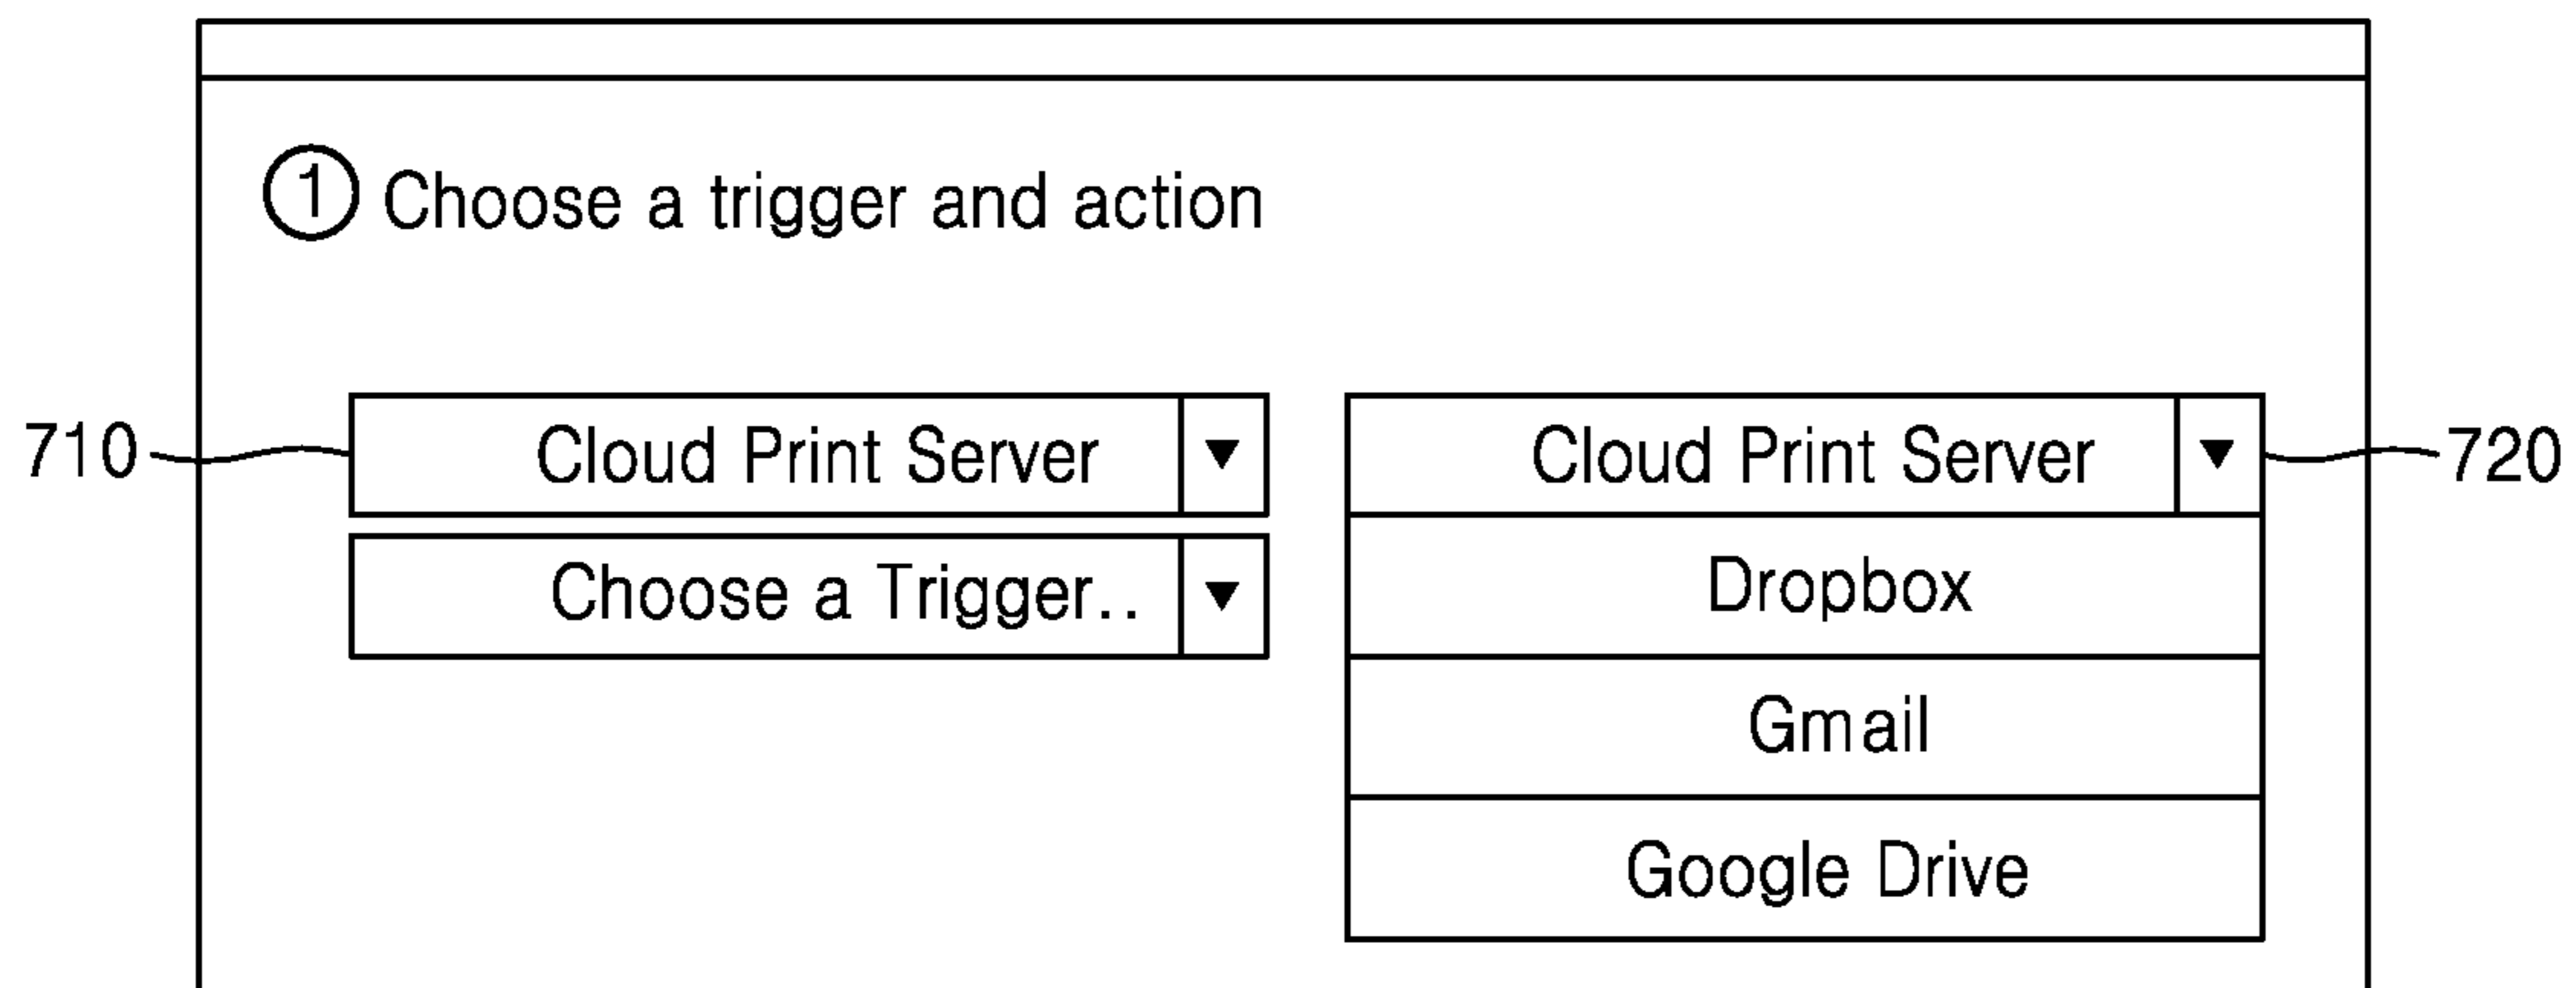 ① Choose a trigger and action
710 Cloud Print Server ▼ Cloud Print Server ▼ 720
Choose a Trigger.. ▼ Dropbox
Gmail
Google Drive